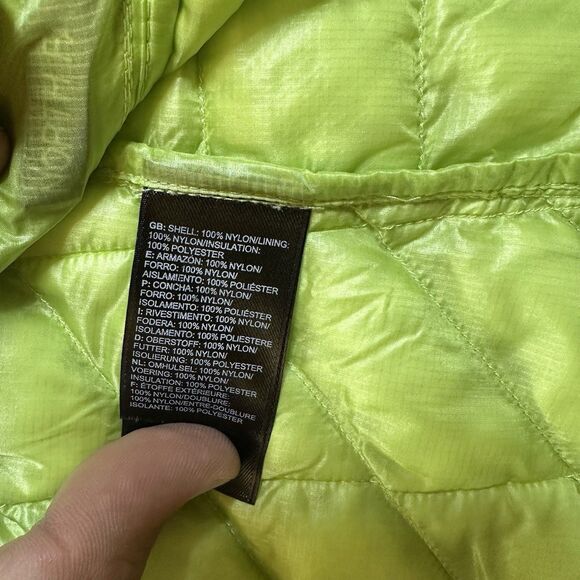 GB: SHELL: 100% NYLON/LINING:
100% NYLON/INSULATION:
100% POLYESTER
E: ARMAZÓN: 100% NYLON/
FORRO: 100% NYLON/
AISLAMIENTO: 100% POLIÉSTER
P: CONCHA: 100% NYLON/
FORRO: 100% NYLON/
ISOLAMENTO: 100% POLIÉSTER
I: RIVESTIMENTO: 100% NYLON/
FODERA: 100% NYLON/
ISOLAMENTO: 100% POLIESTERE
D: OBERSTOFF: 100% NYLON/
FUTTER: 100% NYLON/
ISOLIERUNG: 100% POLYESTER
NL: OMHULSEL: 100% NYLON/
VOERING: 100% NYLON/
INSULATION: 100% POLYESTER
F: ÉTOFFE EXTÉRIEURE:
100% NYLON/DOUBLURE:
100% NYLON/ENTRE-DOUBLURE
ISOLANTE: 100% POLYESTER